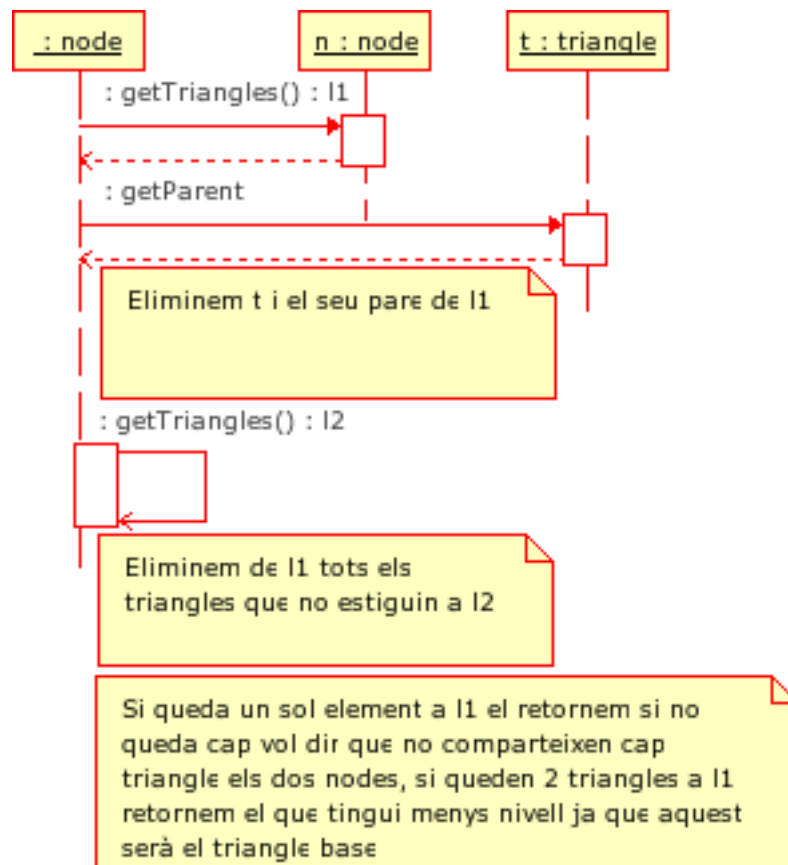 : node
n : node
t : triangle
: getTriangles() : l1
: getParent
Eliminem t i el seu pare de l1
: getTriangles() : l2
Eliminem de l1 tots els
triangles que no estiguin a l2
Si queda un sol element a l1 el retornem si no
queda cap vol dir que no comparteixen cap
triangle els dos nodes, si queden 2 triangles a l1
retornem el que tingui menys nivell ja que aquest
serà el triangle base